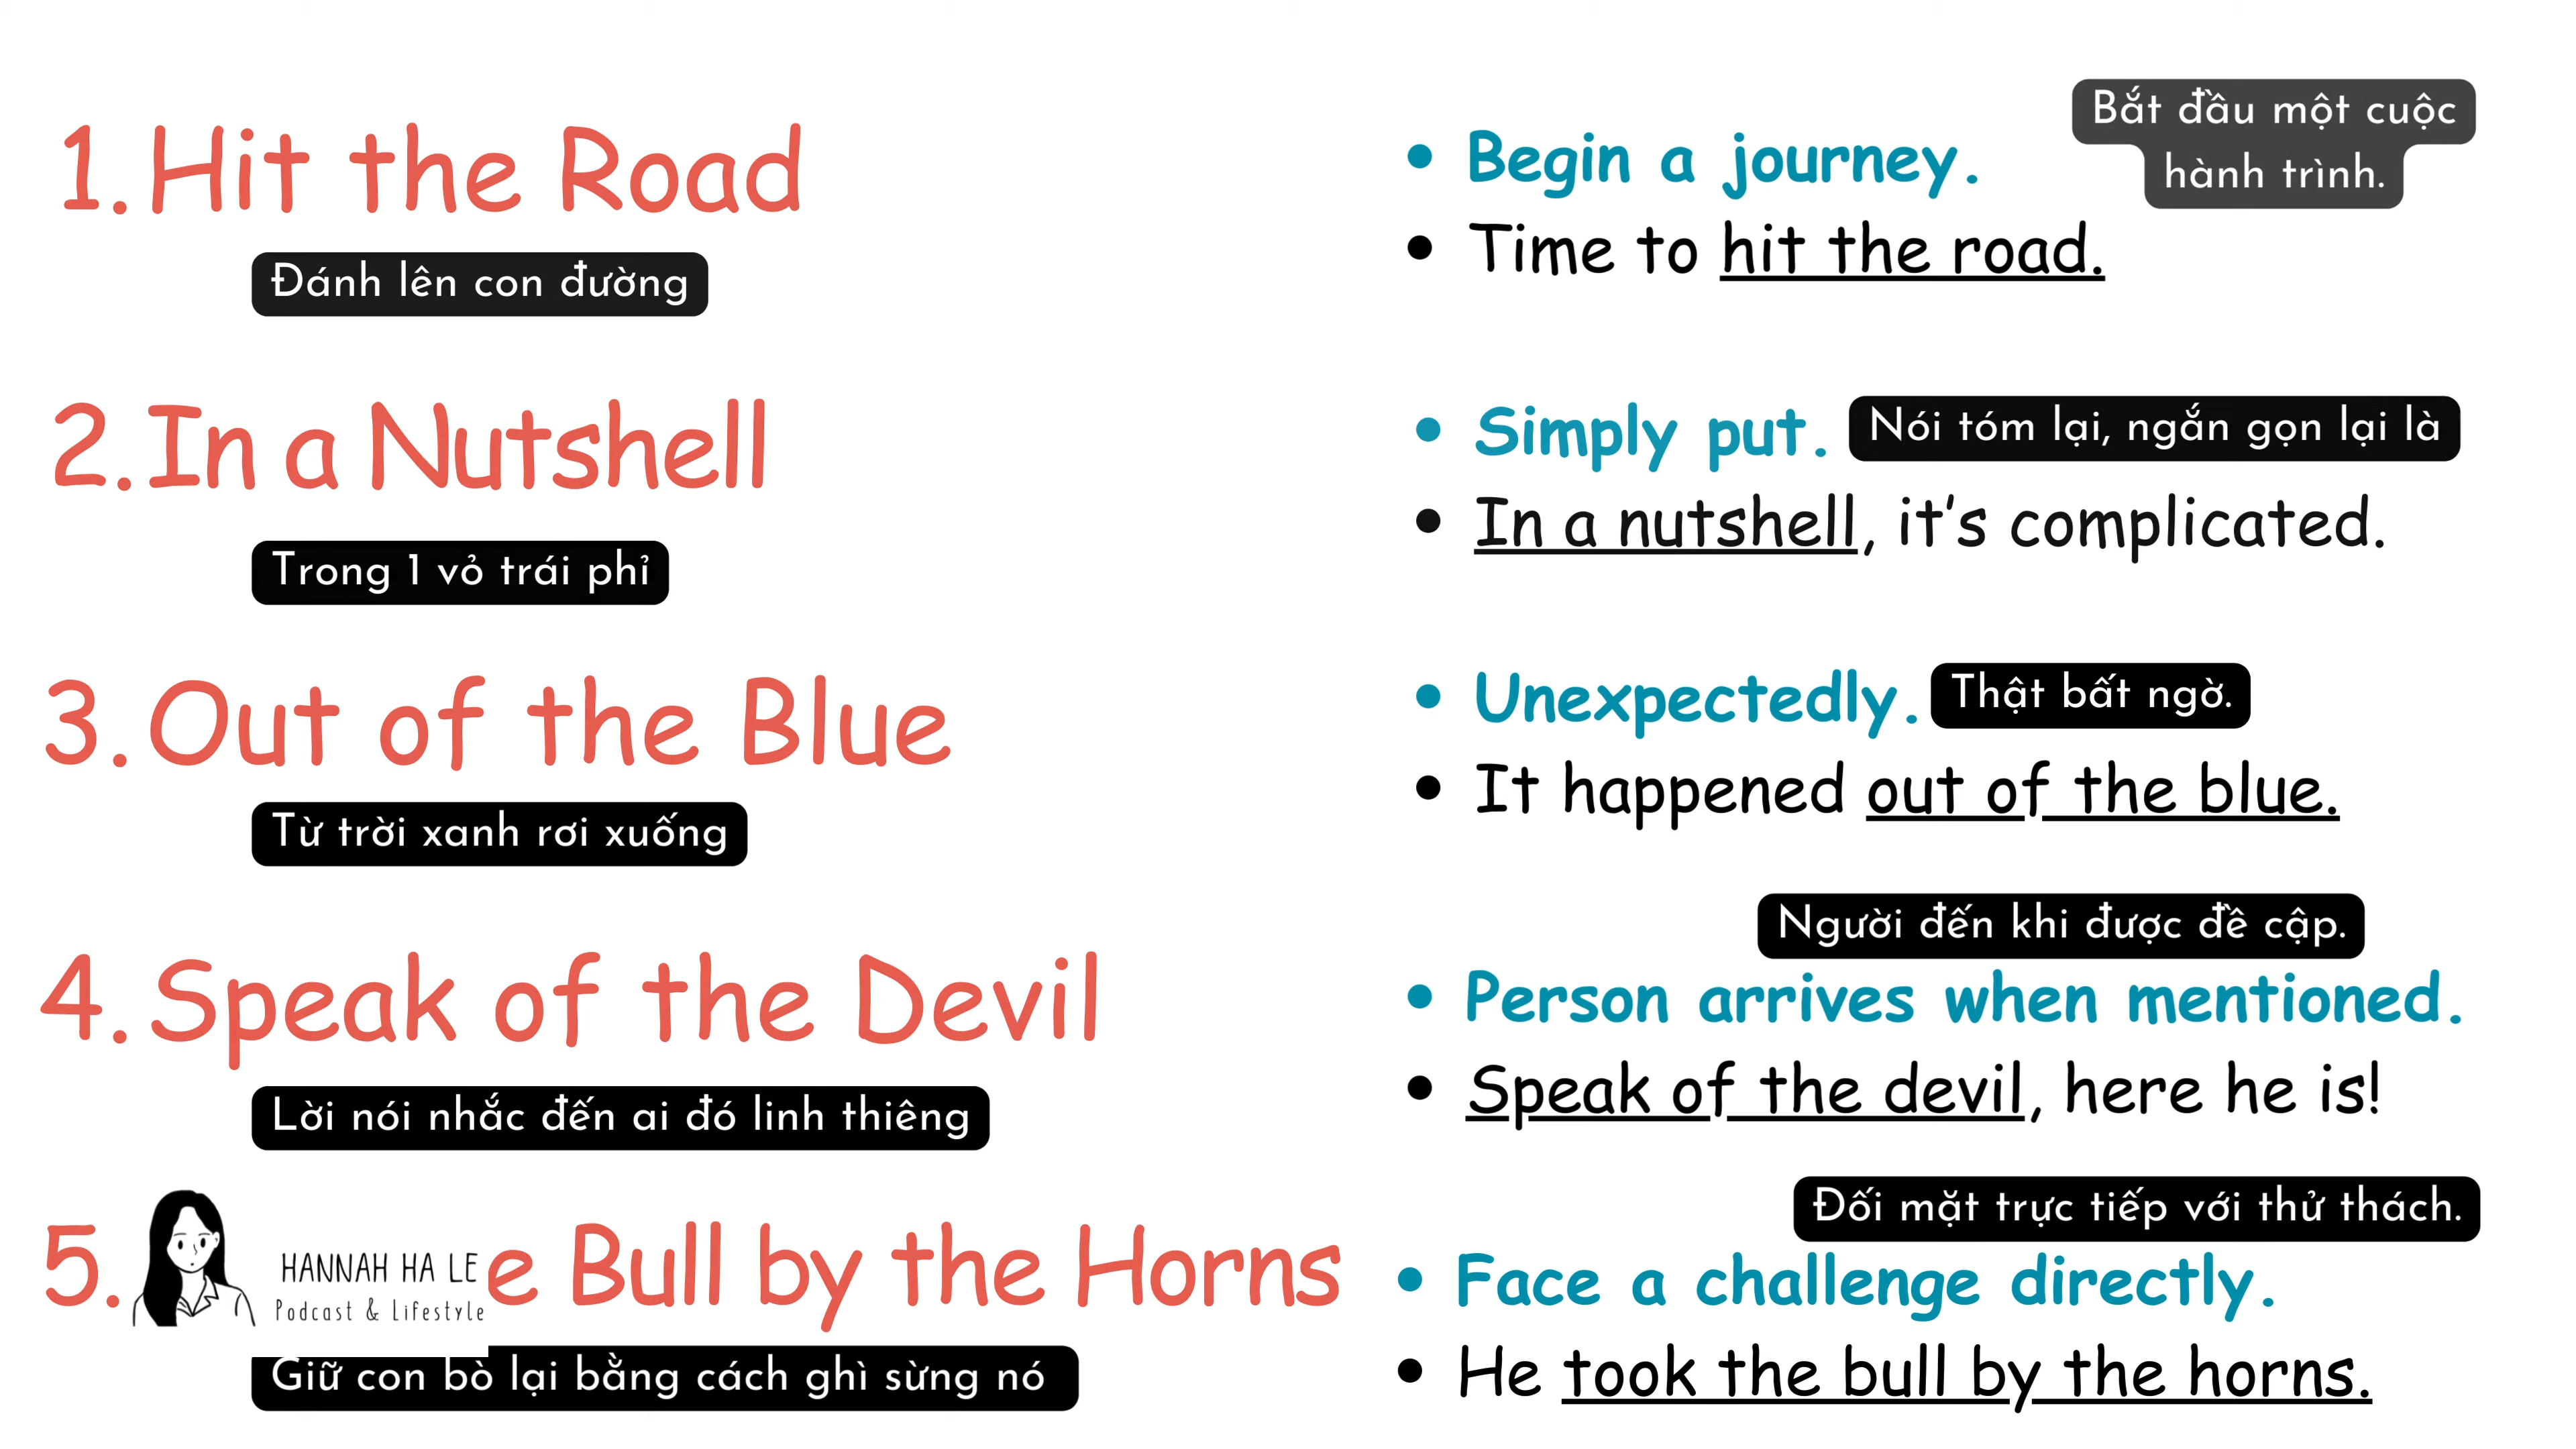 1. Hit the Road
Đánh lên con đường
Bắt đầu một cuộc
hành trình.
• Begin a journey.
• Time to hit the road.
2. In a Nutshell
Trong 1 vỏ trái phỉ
• Simply put.
Nói tóm lại, ngắn gọn lại là
• In a nutshell, it's complicated.
3. Out of the Blue
Từ trời xanh rơi xuống
• Unexpectedly.
Thật bất ngờ.
• It happened out of the blue.
4. Speak of the Devil
Lời nói nhắc đến ai đó linh thiêng
Người đến khi được đề cập.
• Person arrives when mentioned.
• Speak of the devil, here he is!
5. e Bull by the Horns
HANNAH HA LE
Podcast & Lifestyle
Giữ con bò lại bằng cách ghì sừng nó
Đối mặt trực tiếp với thử thách.
• Face a challenge directly.
• He took the bull by the horns.